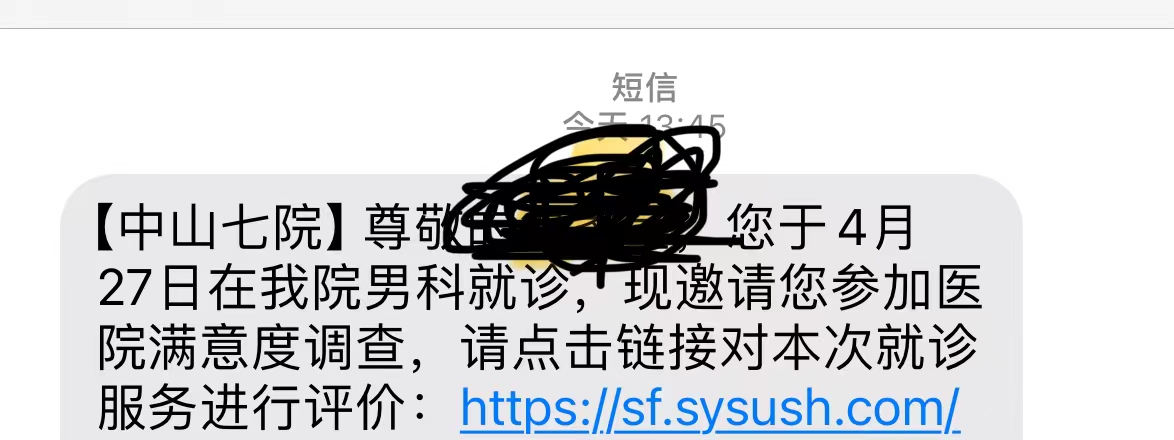 短信
今天 13:45
【中山七院】尊敬的，您于4月
27日在我院男科就诊，现邀请您参加医
院满意度调查，请点击链接对本次就诊
服务进行评价：https://sf.sysush.com/